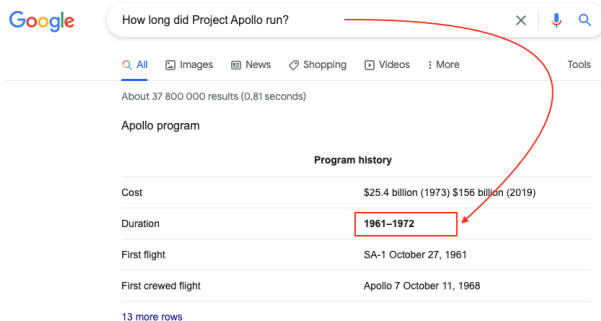 Google How long did Project Apollo run?
All Images News Shopping Videos More Tools
About 37 800 000 results (0,81 seconds)
Apollo program
Program history
Cost $25.4 billion (1973) $156 billion (2019)
Duration 1961–1972
First flight SA-1 October 27, 1961
First crewed flight Apollo 7 October 11, 1968
13 more rows